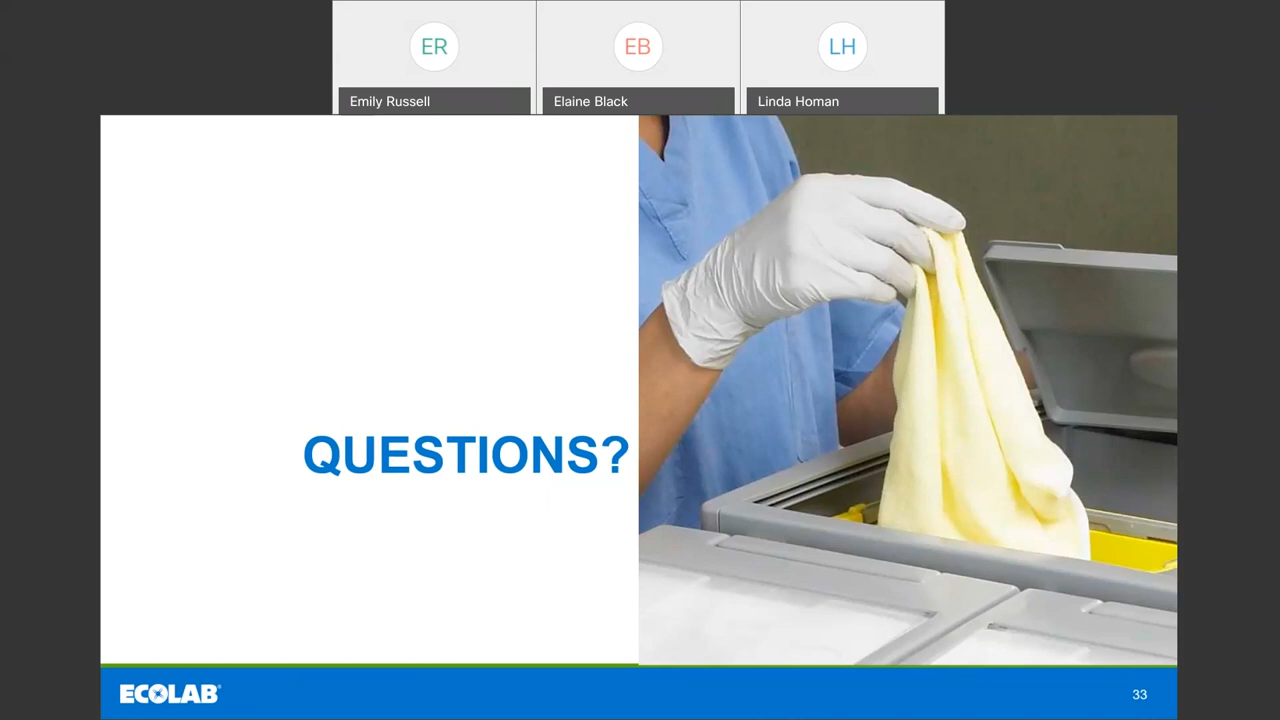 ER
EB
LH
Emily Russell
Elaine Black
Linda Homan
QUESTIONS?
ECOLAB®
33